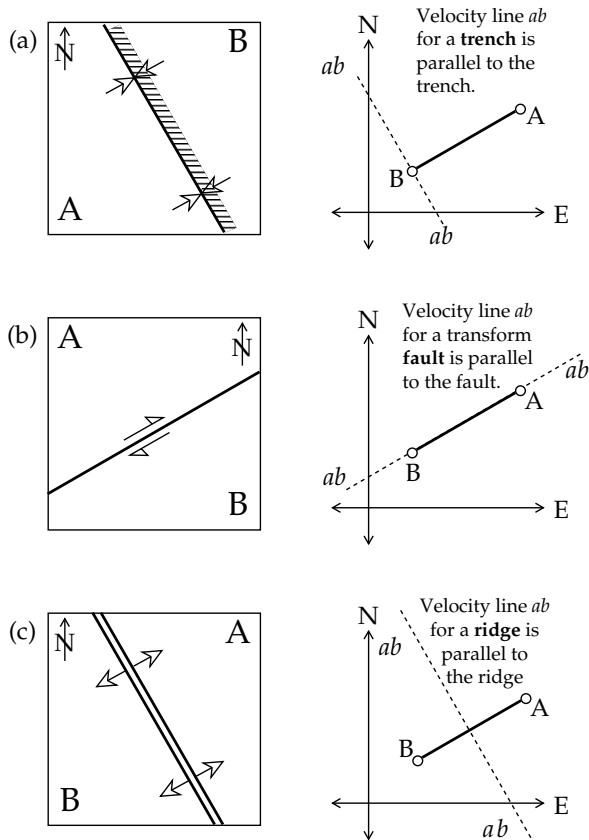 (a)
N
B
A
N
Velocity line ab
for a trench is
parallel to the
trench.
ab
A
B
E
ab
(b)
A
N
B
N
Velocity line ab
for a transform
fault is parallel
to the fault.
ab
A
B
ab
E
(c)
N
A
B
N
Velocity line ab
for a ridge is
parallel to
the ridge
ab
A
B
E
ab